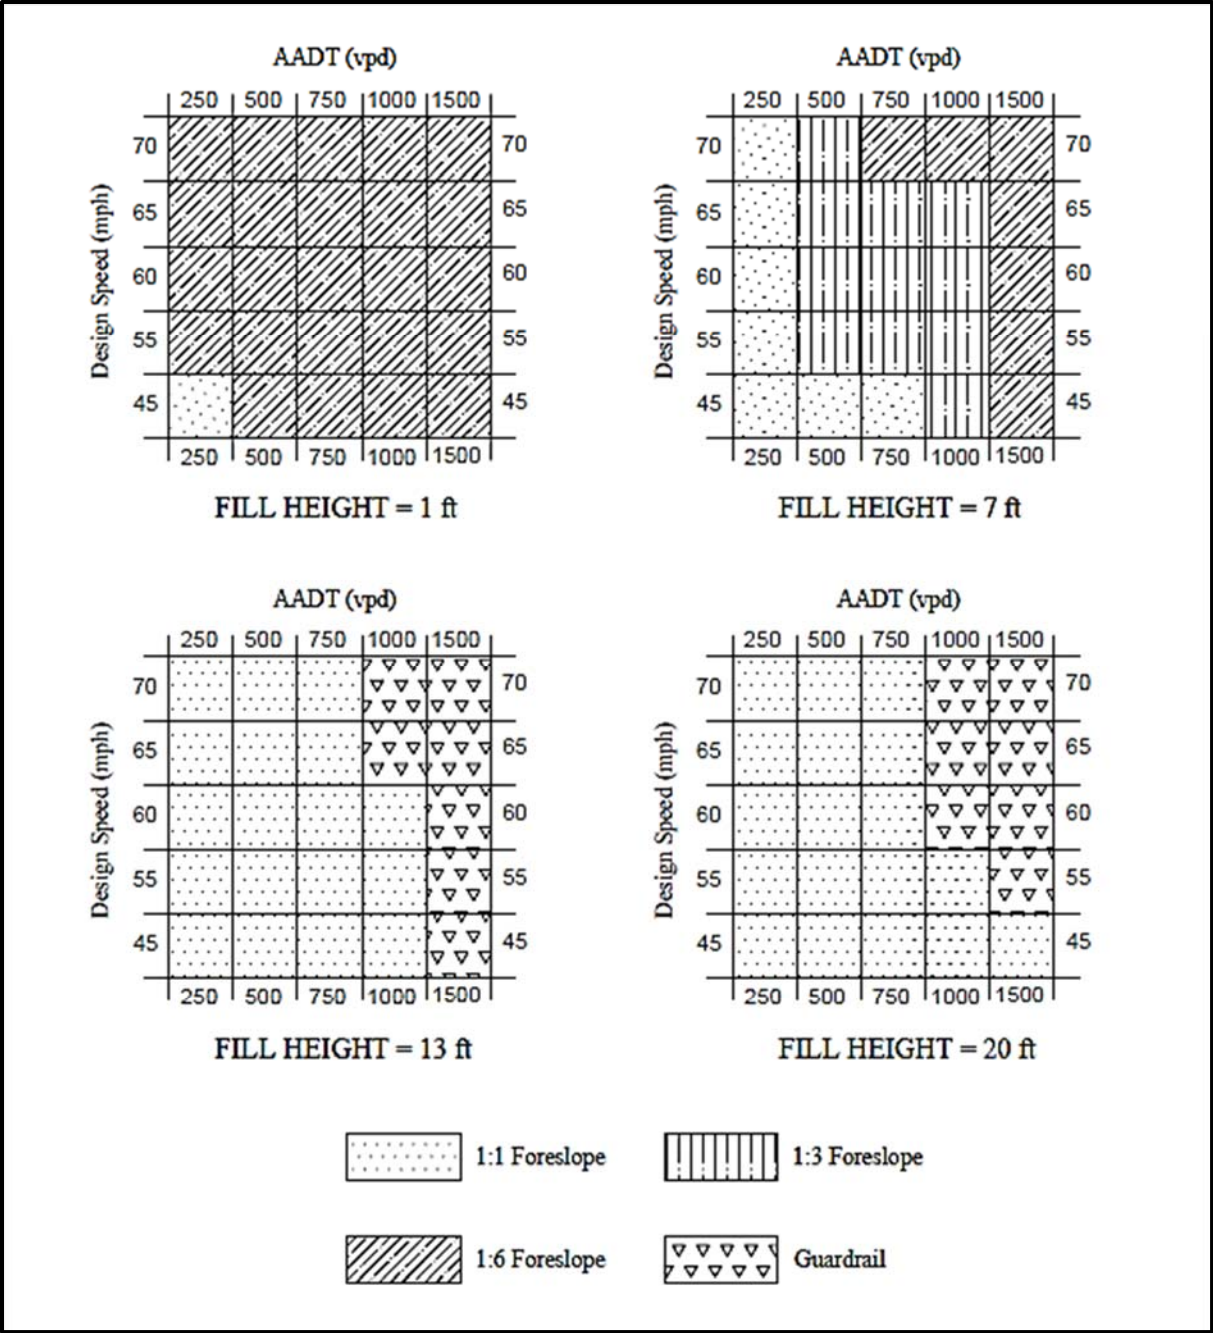 AADT (vpd)
250 500 750 1000 1500
Design Speed (mph)
70 70
65 65
60 60
55 55
45 45
250 500 750 1000 1500
FILL HEIGHT = 1 ft
AADT (vpd)
250 500 750 1000 1500
Design Speed (mph)
70 70
65 65
60 60
55 55
45 45
250 500 750 1000 1500
FILL HEIGHT = 7 ft
AADT (vpd)
250 500 750 1000 1500
Design Speed (mph)
70 70
65 65
60 60
55 55
45 45
250 500 750 1000 1500
FILL HEIGHT = 13 ft
AADT (vpd)
250 500 750 1000 1500
Design Speed (mph)
70 70
65 65
60 60
55 55
45 45
250 500 750 1000 1500
FILL HEIGHT = 20 ft
1:1 Foreslope
1:3 Foreslope
1:6 Foreslope
Guardrail